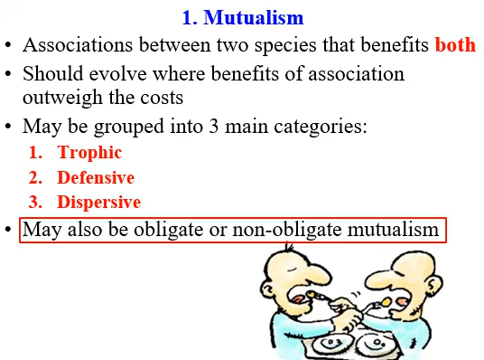 1. Mutualism
• Associations between two species that benefits both
• Should evolve where benefits of association
outweigh the costs
• May be grouped into 3 main categories:
1. Trophic
2. Defensive
3. Dispersive
• May also be obligate or non-obligate mutualism